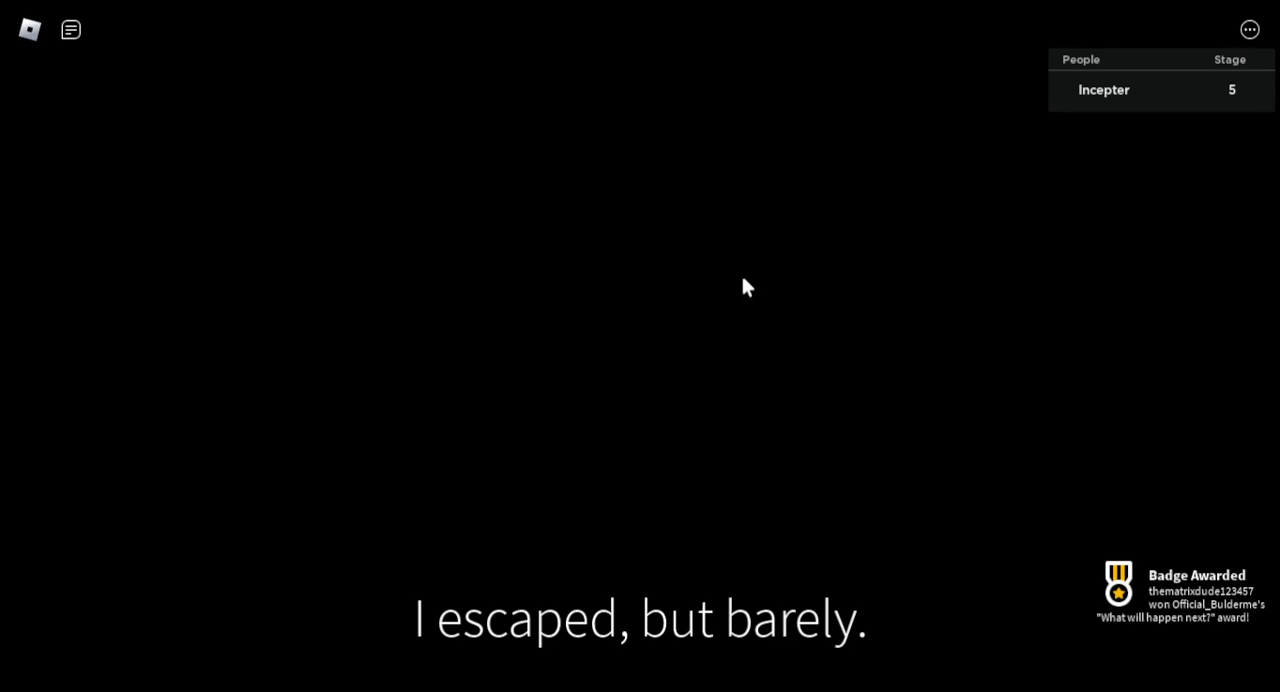 People Stage
Incepter 5
I escaped, but barely.
Badge Awarded
thematrixdude123457
won Official_Bulderme's
"What will happen next?" award!